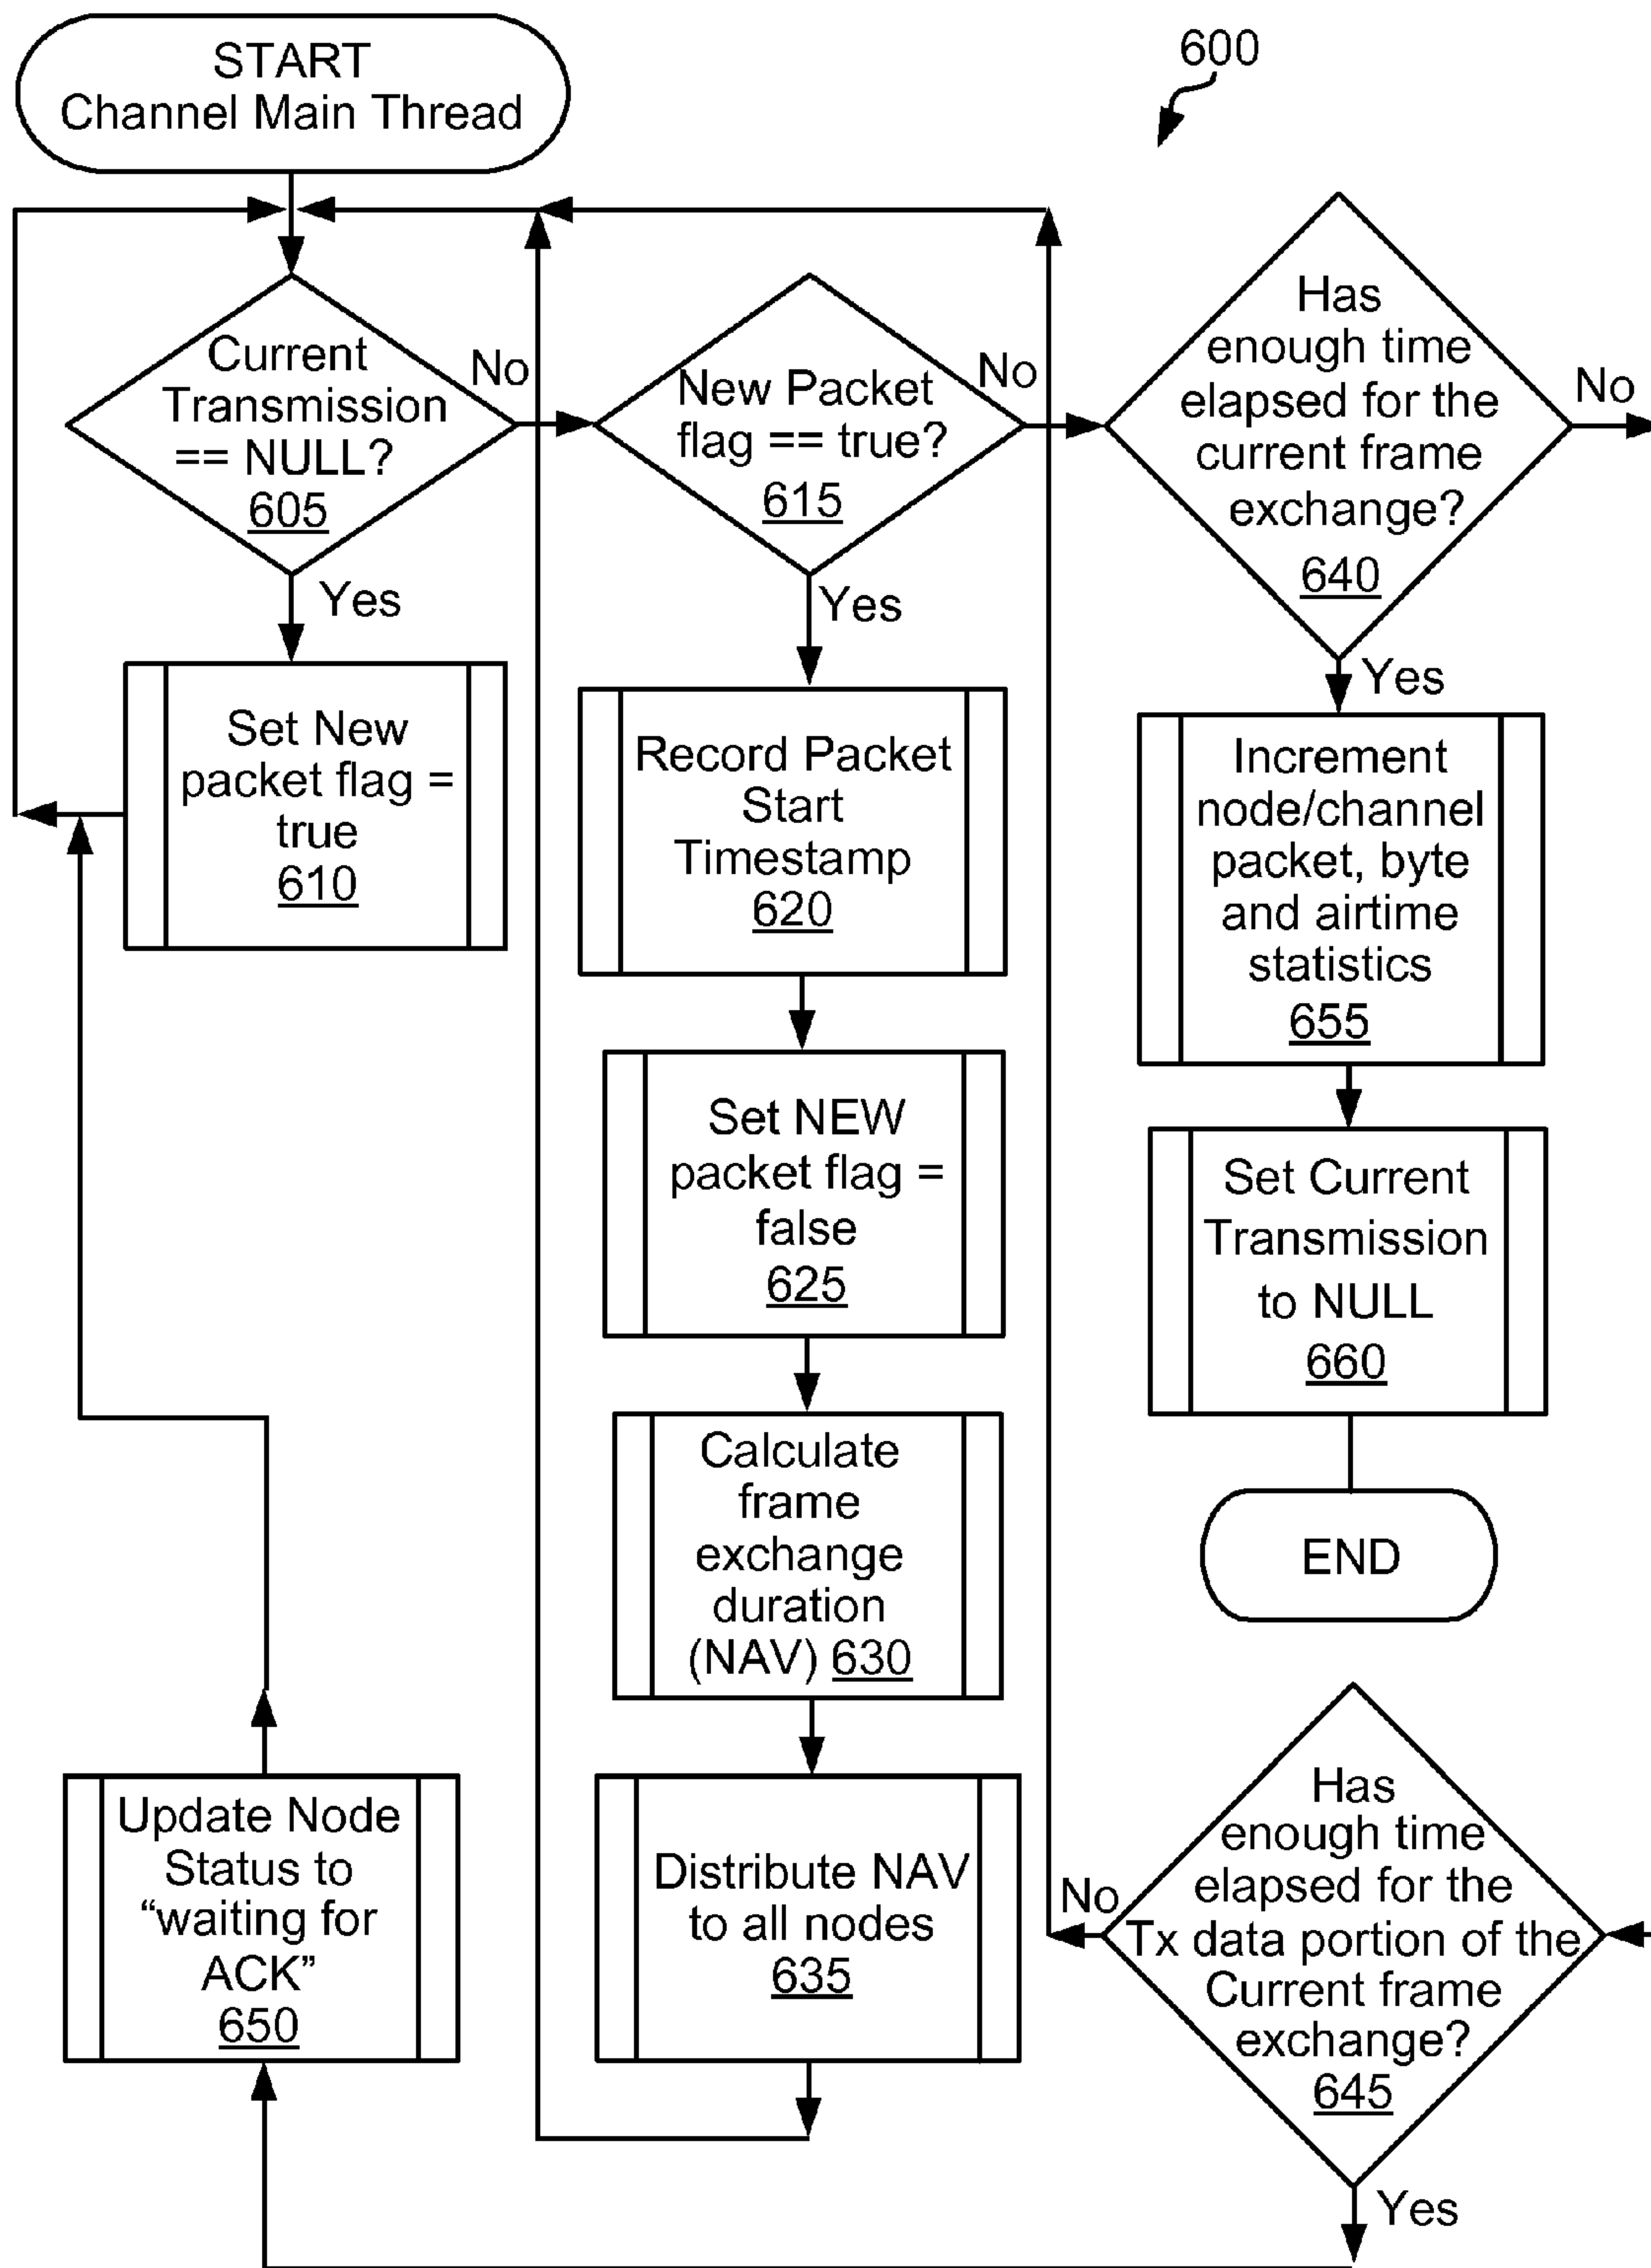 START
Channel Main Thread
600
Current
Transmission
== NULL?
605
No
Yes
Set New
packet flag =
true
610
New Packet
flag == true?
615
No
Yes
Record Packet
Start
Timestamp
620
Set NEW
packet flag =
false
625
Calculate
frame
exchange
duration
(NAV) 630
Distribute NAV
to all nodes
635
Has
enough time
elapsed for the
current frame
exchange?
640
No
Yes
Increment
node/channel
packet, byte
and airtime
statistics
655
Set Current
Transmission
to NULL
660
END
Has
enough time
elapsed for the
Tx data portion of the
Current frame
exchange?
645
No
Yes
Update Node
Status to
“waiting for
ACK”
650